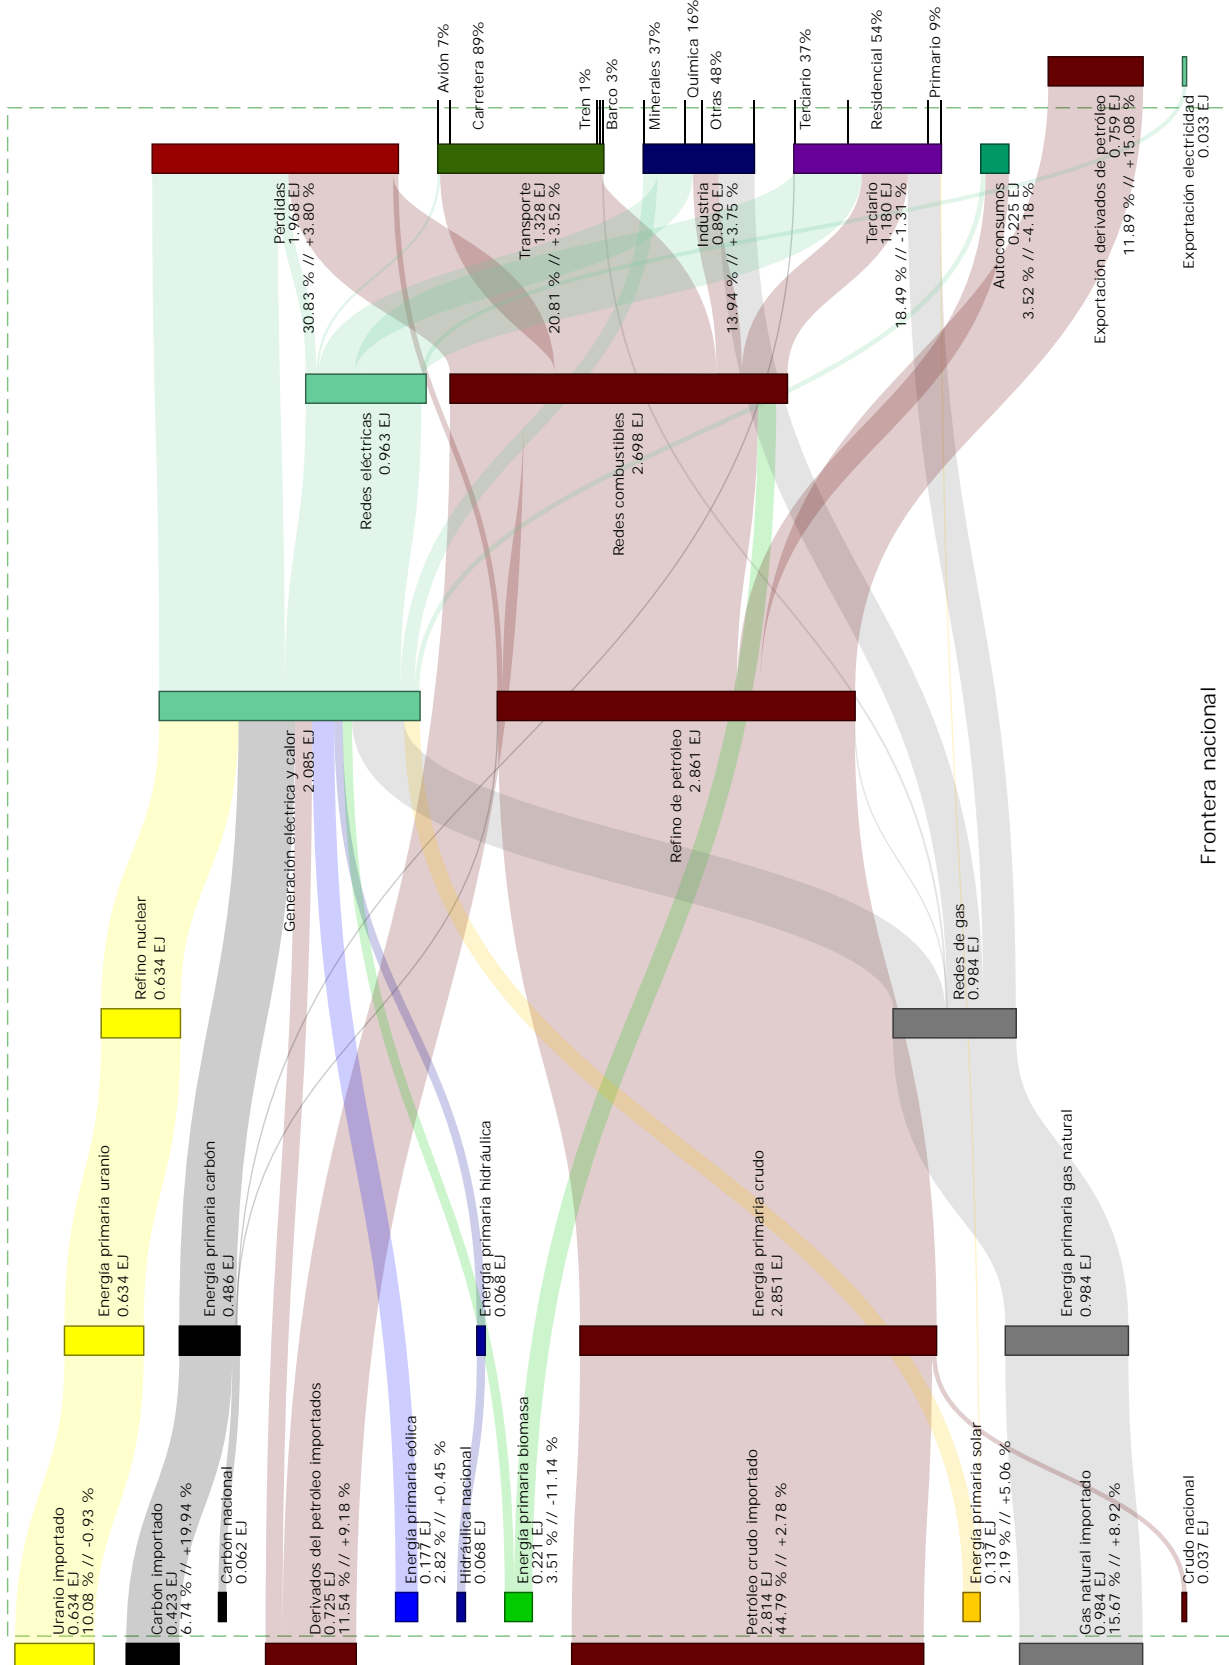 Uranio importado
0.634 EJ
10.08 % // -0.93 %
Carbón importado
0.423 EJ
6.74 % // +19.94 %
Carbón nacional
0.062 EJ
Derivados del petróleo importados
0.725 EJ
11.54 % // +9.18 %
Energía primaria eólica
0.177 EJ
2.82 % // +0.45 %
Hidráulica nacional
0.068 EJ
Energía primaria biomasa
0.221 EJ
3.51 % // -11.14 %
Petróleo crudo importado
2.814 EJ
44.79 % // +2.78 %
Energía primaria solar
0.137 EJ
2.19 % // +5.06 %
Gas natural importado
0.984 EJ
15.67 % // +8.92 %
Crudo nacional
0.037 EJ
Energía primaria uranio
0.634 EJ
Energía primaria carbón
0.486 EJ
Energía primaria hidráulica
0.068 EJ
Energía primaria crudo
2.851 EJ
Energía primaria gas natural
0.984 EJ
Refino nuclear
0.634 EJ
Redes de gas
0.984 EJ
Generación eléctrica y calor
2.085 EJ
Refino de petróleo
2.861 EJ
Redes eléctricas
0.963 EJ
Redes combustibles
2.698 EJ
Pérdidas
1.968 EJ
30.83 % // +3.80 %
Transporte
1.328 EJ
20.81 % // +3.52 %
Industria
0.890 EJ
13.94 % // +3.75 %
Terciario
1.180 EJ
18.49 % // -1.31 %
Autoconsumos
0.225 EJ
3.52 % // -4.18 %
Exportación derivados de petróleo
0.759 EJ
11.89 % // +15.08 %
Exportación electricidad
0.033 EJ
Avión 7%
Carretera 89%
Tren 1%
Barco 3%
Minerales 37%
Química 16%
Otras 48%
Terciario 37%
Residencial 54%
Primario 9%
Frontera nacional